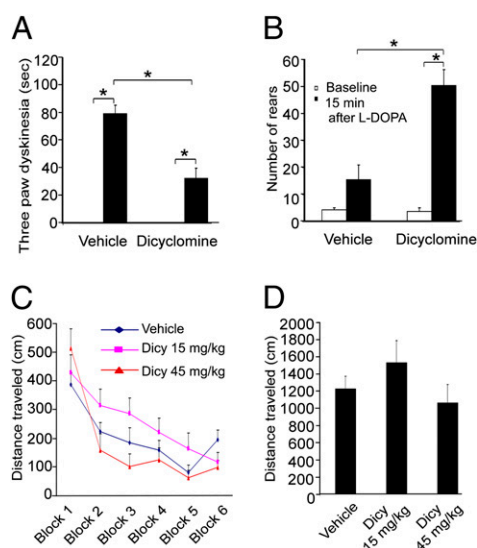 A
Three paw dyskinesia (sec)
120
100
80
60
40
20
0
*
*
*
Vehicle
Dicyclomine
B
Number of rears
60
50
40
30
20
10
0
*
*
Baseline
15 min
after L-DOPA
Vehicle
Dicyclomine
C
Distance traveled (cm)
600
500
400
300
200
100
0
Vehicle
Dicy 15 mg/kg
Dicy 45 mg/kg
Block 1
Block 2
Block 3
Block 4
Block 5
Block 6
D
Distance traveled (cm)
2000
1800
1600
1400
1200
1000
800
600
400
200
0
Vehicle
Dicy
15 mg/kg
Dicy
45 mg/kg